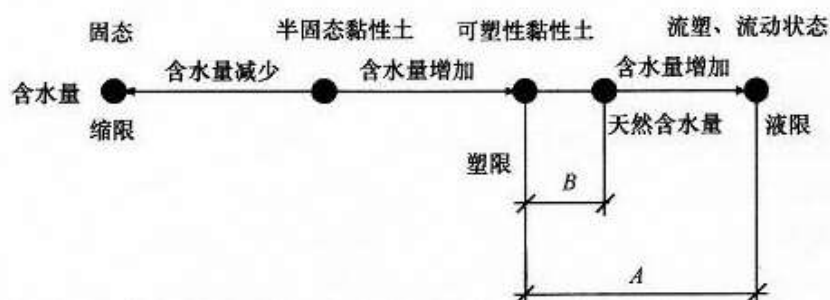 固态
半固态黏性土
可塑性黏性土
流塑、流动状态
含水量
含水量减少
含水量增加
含水量增加
缩限
天然含水量
液限
塑限
B
A